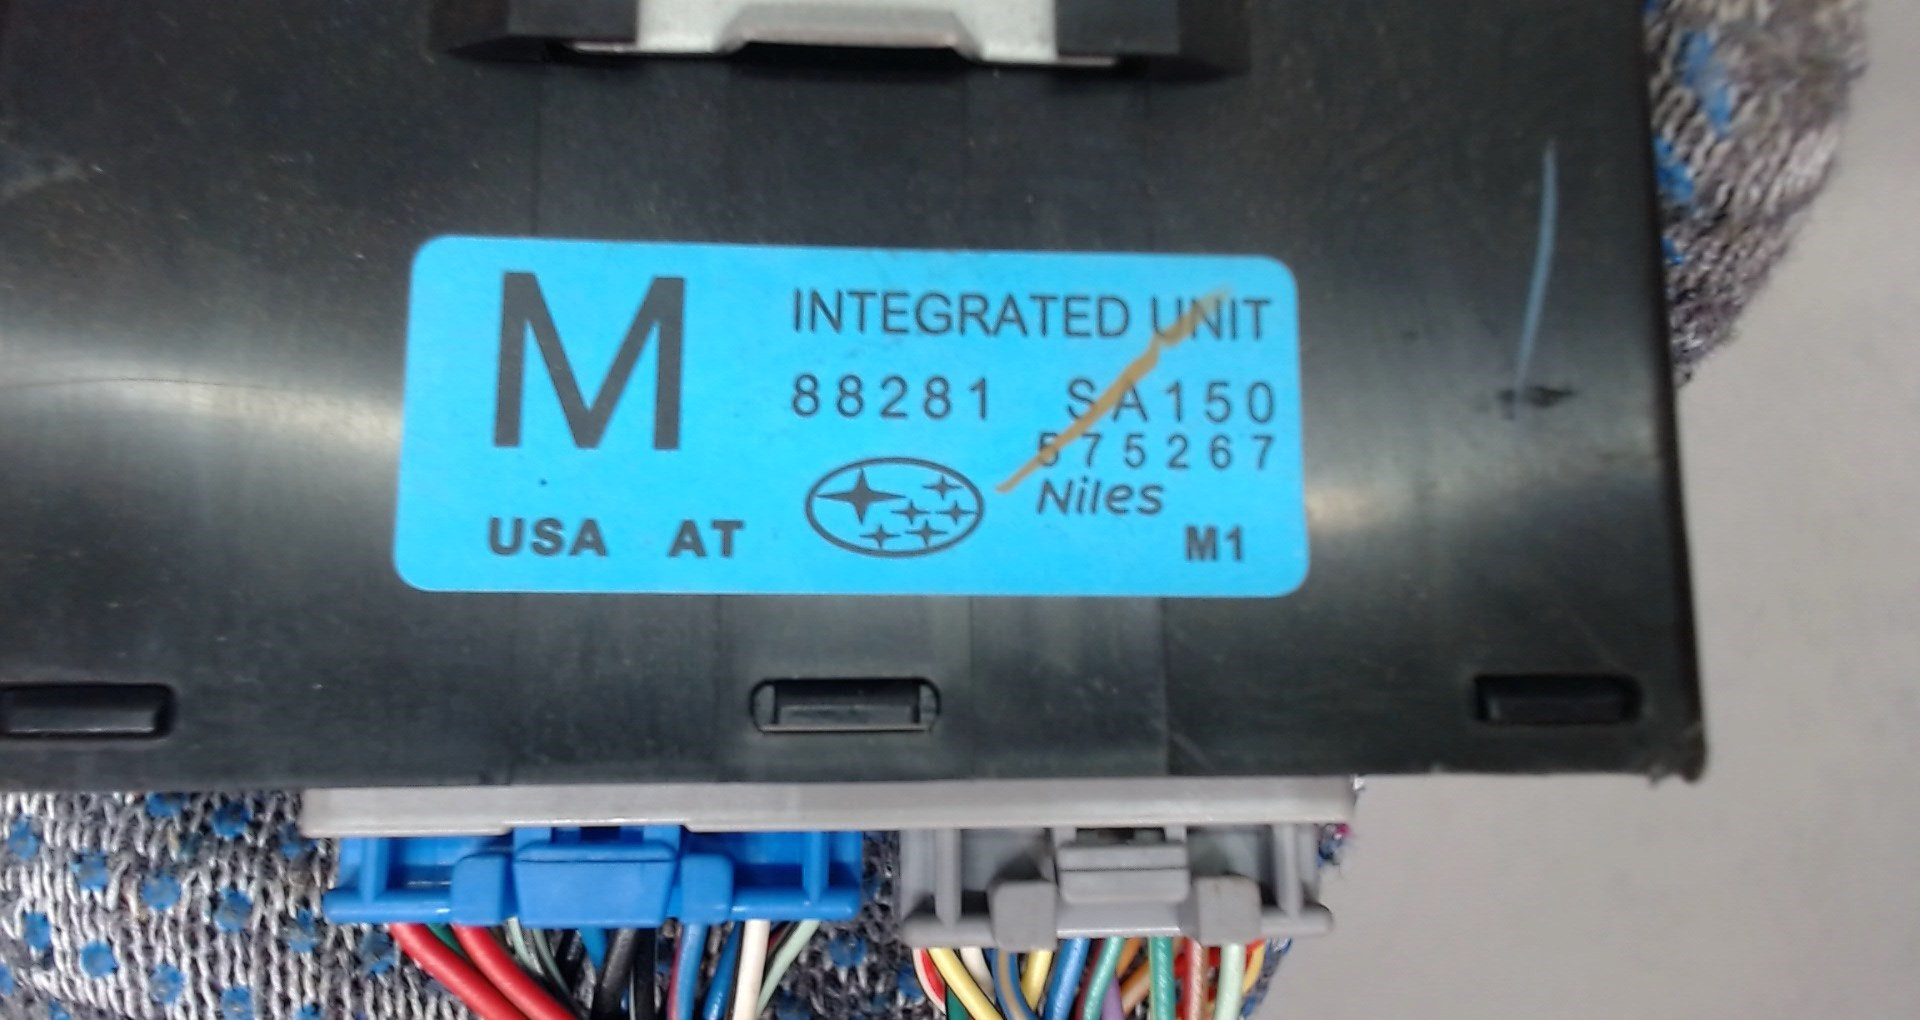 M
INTEGRATED UNIT
88281 SA150
575267
Niles
USA AT
M1